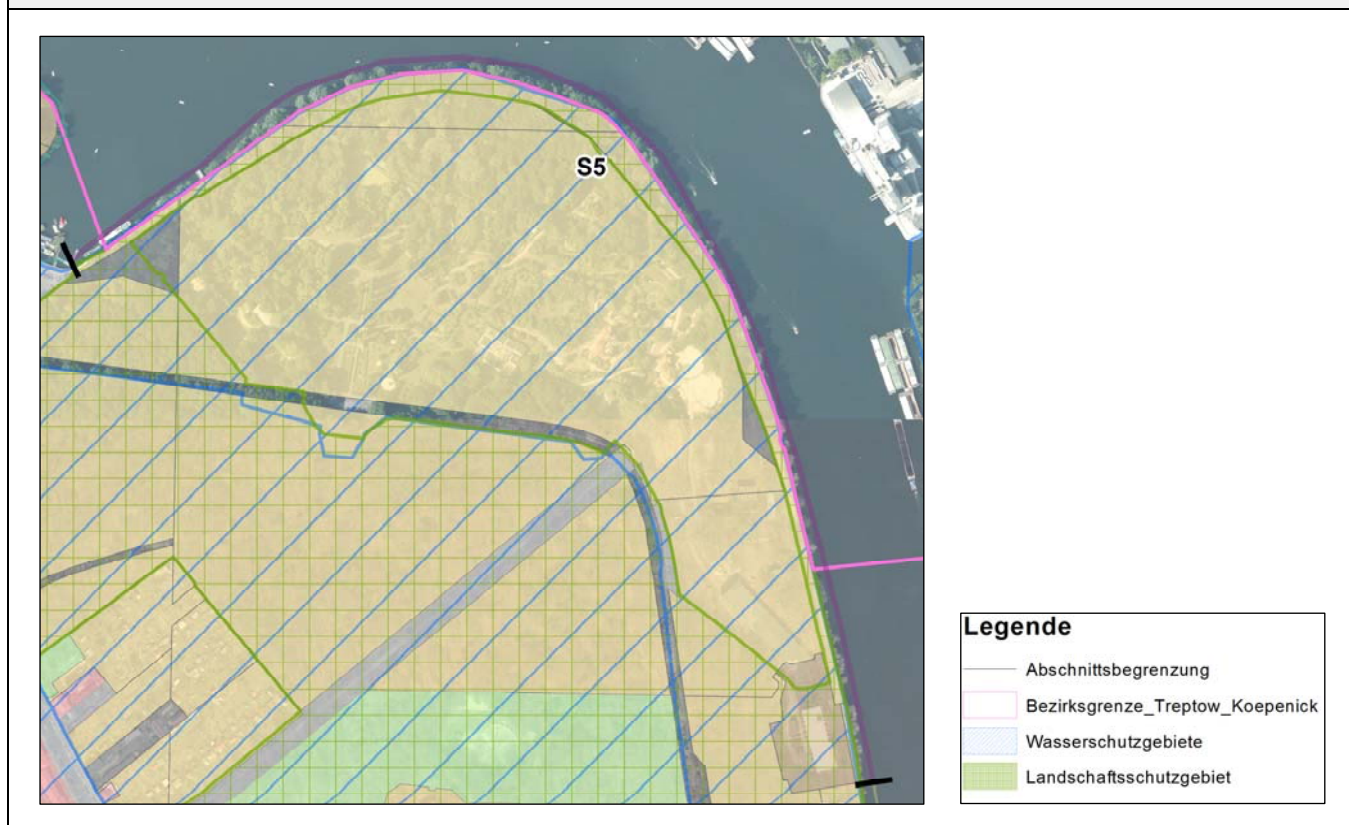 S5
Legende
Abschnittsbegrenzung
Bezirksgrenze_Treptow_Koepenick
Wasserschutzgebiete
Landschaftsschutzgebiet